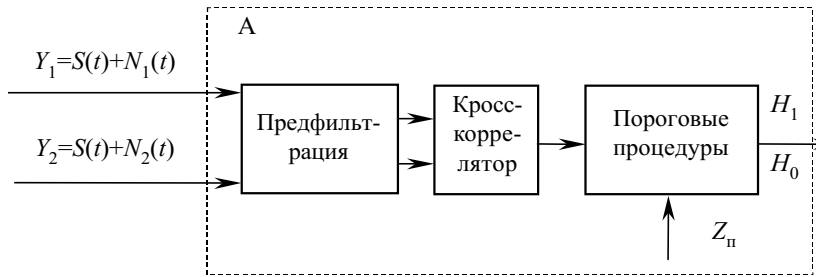 А
Y₁=S(t)+N₁(t)
Y₂=S(t)+N₂(t)
Предфильт-
рация
Кросс-
корре-
лятор
Пороговые
процедуры
H₁
H₀
Zп